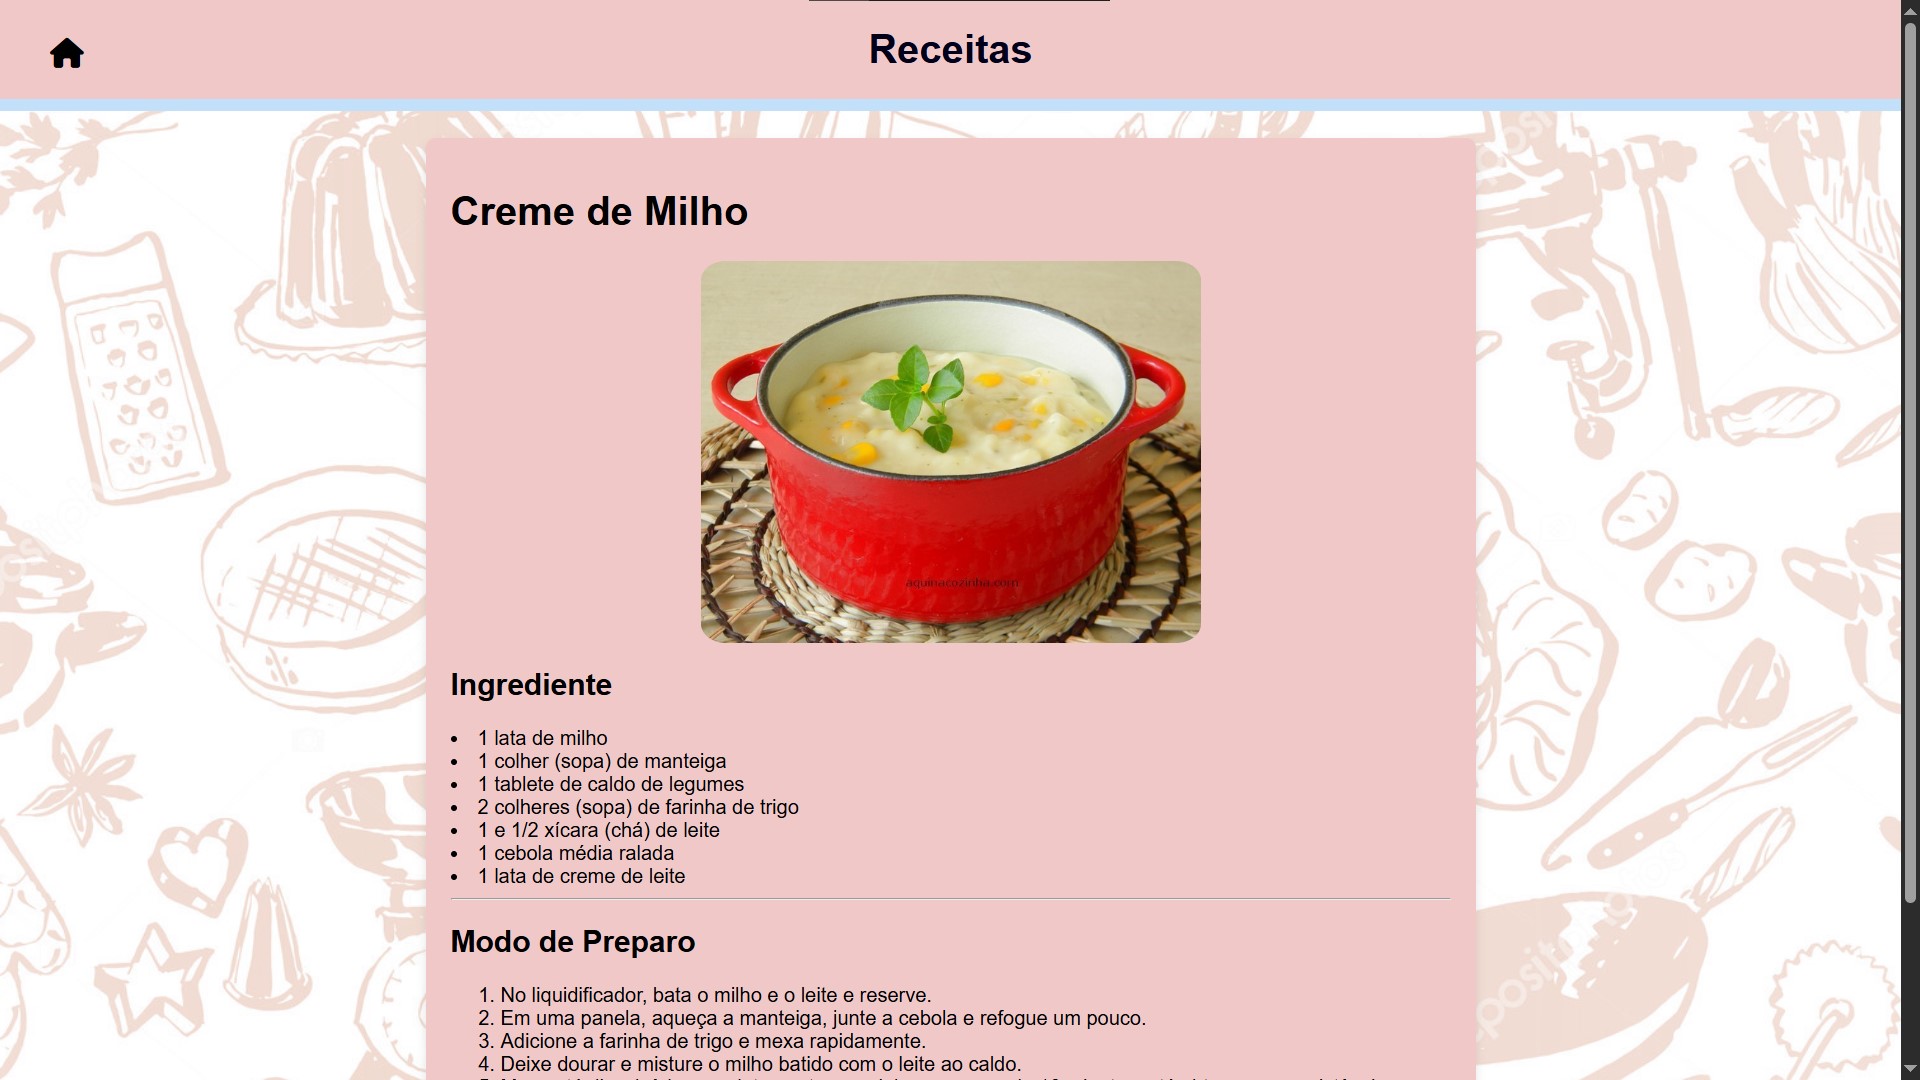 Receitas
Creme de Milho
aquinacozinha.com
Ingrediente
1 lata de milho
1 colher (sopa) de manteiga
1 tablete de caldo de legumes
2 colheres (sopa) de farinha de trigo
1 e 1/2 xícara (chá) de leite
1 cebola média ralada
1 lata de creme de leite
Modo de Preparo
1. No liquidificador, bata o milho e o leite e reserve.
2. Em uma panela, aqueça a manteiga, junte a cebola e refogue um pouco.
3. Adicione a farinha de trigo e mexa rapidamente.
4. Deixe dourar e misture o milho batido com o leite ao caldo.